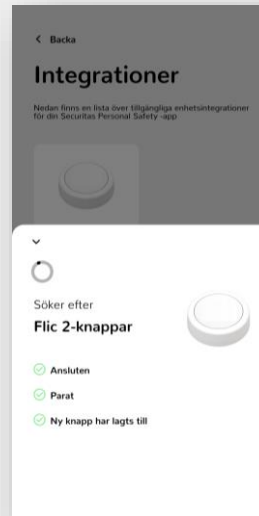 Backa
Integrationer
Nedan finns en lista över tillgängliga enhetsintegrationer
för din Securitas Personal Safety -app
Söker efter
Flic 2-knappar
Ansluten
Parat
Ny knapp har lagts till